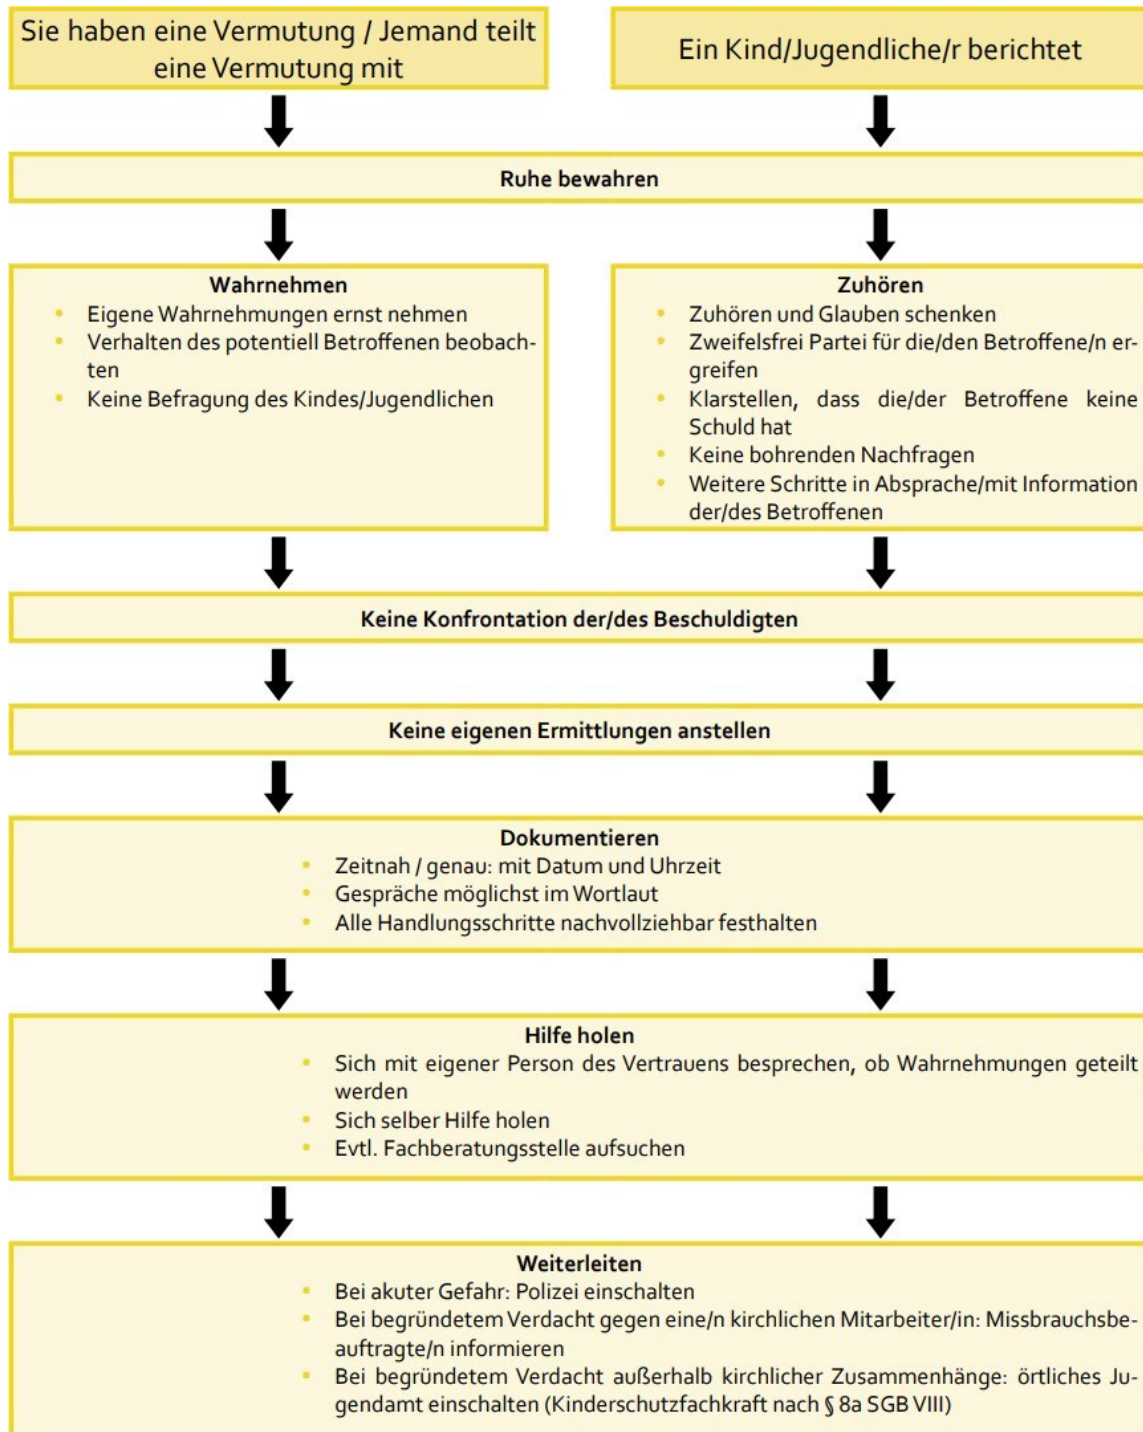 Sie haben eine Vermutung / Jemand teilt
eine Vermutung mit
Ein Kind/Jugendliche/r berichtet
Ruhe bewahren
Wahrnehmen
• Eigene Wahrnehmungen ernst nehmen
• Verhalten des potentiell Betroffenen beobach-
ten
• Keine Befragung des Kindes/Jugendlichen
Zuhören
• Zuhören und Glauben schenken
• Zweifelsfrei Partei für die/den Betroffene/n er-
greifen
• Klarstellen, dass die/der Betroffene keine
Schuld hat
• Keine bohrenden Nachfragen
• Weitere Schritte in Absprache/mit Information
der/des Betroffenen
Keine Konfrontation der/des Beschuldigten
Keine eigenen Ermittlungen anstellen
Dokumentieren
• Zeitnah / genau: mit Datum und Uhrzeit
• Gespräche möglichst im Wortlaut
• Alle Handlungsschritte nachvollziehbar festhalten
Hilfe holen
• Sich mit eigener Person des Vertrauens besprechen, ob Wahrnehmungen geteilt
werden
• Sich selber Hilfe holen
• Evtl. Fachberatungsstelle aufsuchen
Weiterleiten
• Bei akuter Gefahr: Polizei einschalten
• Bei begründetem Verdacht gegen eine/n kirchlichen Mitarbeiter/in: Missbrauchsbe-
auftragte/n informieren
• Bei begründetem Verdacht außerhalb kirchlicher Zusammenhänge: örtliches Ju-
gendamt einschalten (Kinderschutzfachkraft nach § 8a SGB VIII)